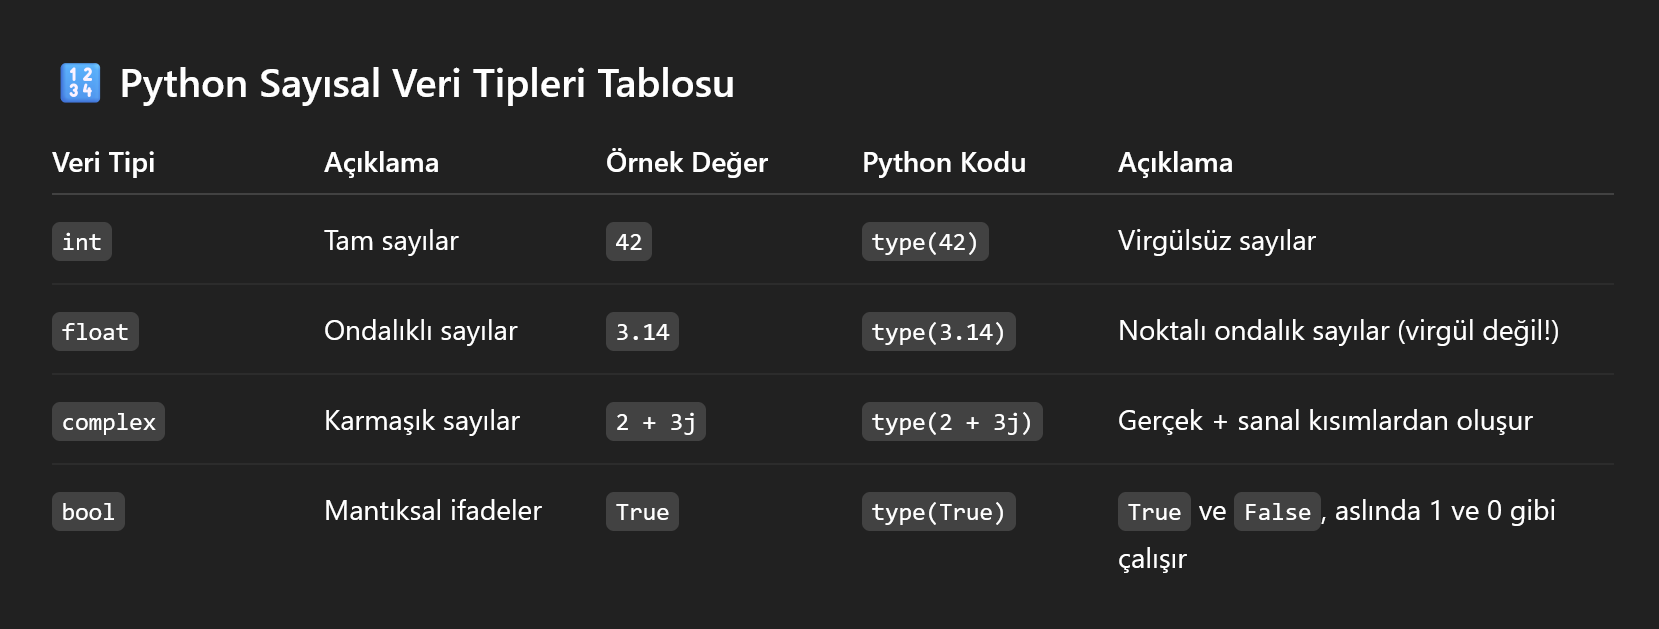 🔢 Python Sayısal Veri Tipleri Tablosu
Veri Tipi Açıklama Örnek Değer Python Kodu Açıklama
int Tam sayılar 42 type(42) Virgülsüz sayılar
float Ondalıklı sayılar 3.14 type(3.14) Noktalı ondalık sayılar (virgül değil!)
complex Karmaşık sayılar 2 + 3j type(2 + 3j) Gerçek + sanal kısımlardan oluşur
bool Mantıksal ifadeler True type(True) True ve False, aslında 1 ve 0 gibi
çalışır